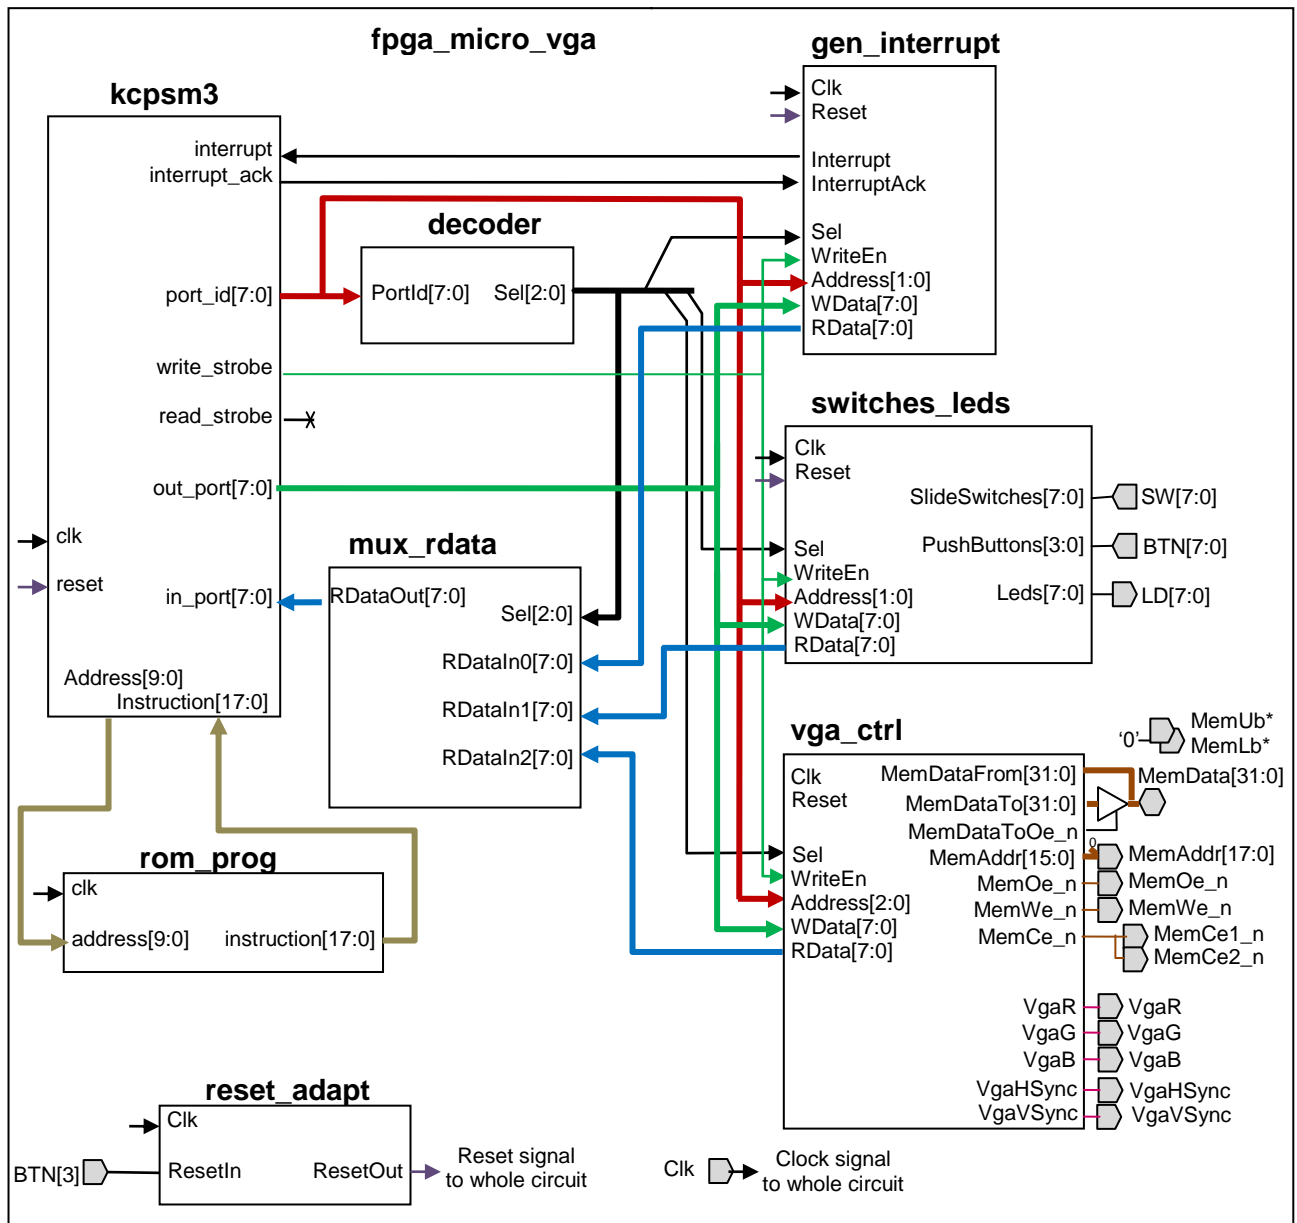 fpga_micro_vga
gen_interrupt
Clk
Reset
Interrupt
InterruptAck
Sel
WriteEn
Address[1:0]
WData[7:0]
RData[7:0]
kcpsm3
interrupt
interrupt_ack
port_id[7:0]
write_strobe
read_strobe
out_port[7:0]
clk
reset
in_port[7:0]
Address[9:0]
Instruction[17:0]
decoder
PortId[7:0]
Sel[2:0]
switches_leds
Clk
Reset
SlideSwitches[7:0]
SW[7:0]
PushButtons[3:0]
BTN[7:0]
Leds[7:0]
LD[7:0]
Sel
WriteEn
Address[1:0]
WData[7:0]
RData[7:0]
mux_rdata
RDataOut[7:0]
Sel[2:0]
RDataIn0[7:0]
RDataIn1[7:0]
RDataIn2[7:0]
vga_ctrl
Clk
Reset
Sel
WriteEn
Address[2:0]
WData[7:0]
RData[7:0]
MemDataFrom[31:0]
MemDataTo[31:0]
MemDataToOe_n
MemAddr[15:0]
MemOe_n
MemWe_n
MemCe_n
VgaR
VgaG
VgaB
VgaHSync
VgaVSync
'0'
MemUb*
MemLb*
MemData[31:0]
0
MemAddr[17:0]
MemOe_n
MemWe_n
MemCe1_n
MemCe2_n
VgaR
VgaG
VgaB
VgaHSync
VgaVSync
rom_prog
clk
address[9:0]
instruction[17:0]
reset_adapt
Clk
BTN[3]
ResetIn
ResetOut
Reset signal
to whole circuit
Clk
Clock signal
to whole circuit